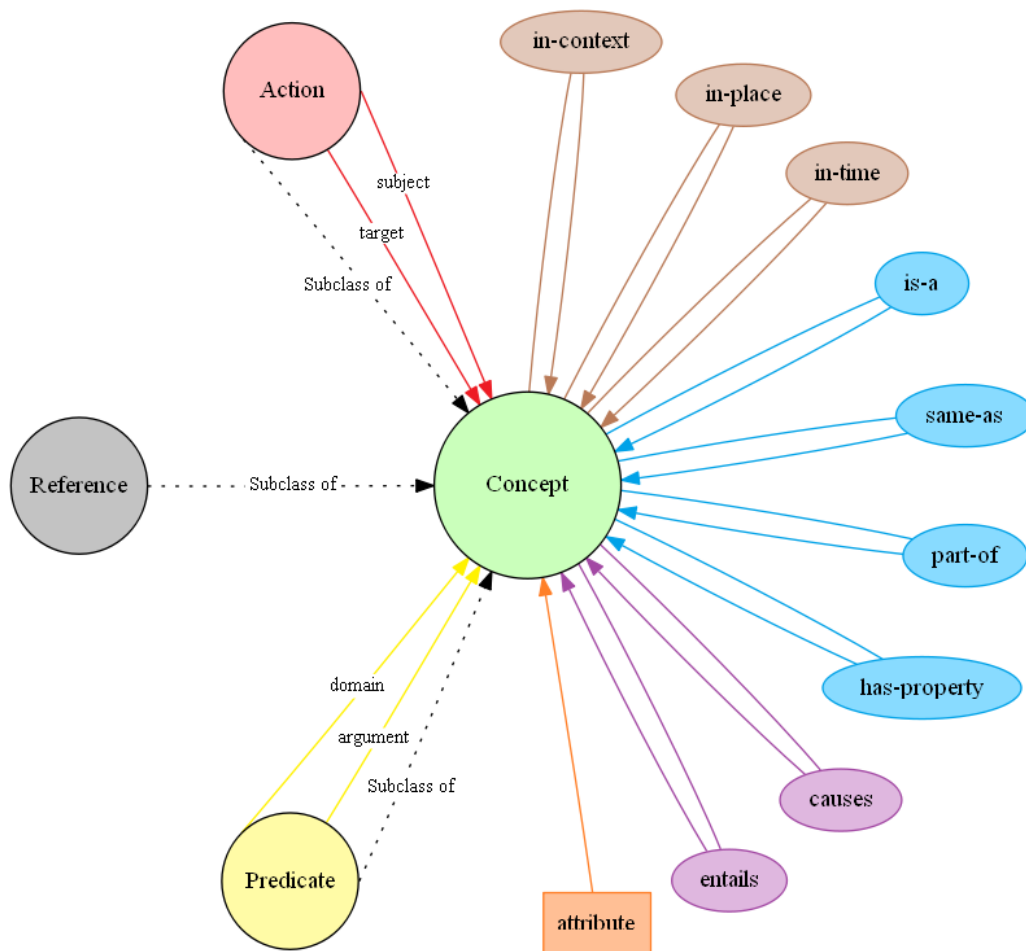 in-context
Action
in-place
subject
in-time
target
Subclass of
is-a
same-as
Reference
Subclass of
Concept
part-of
domain
has-property
argument
Subclass of
causes
Predicate
entails
attribute